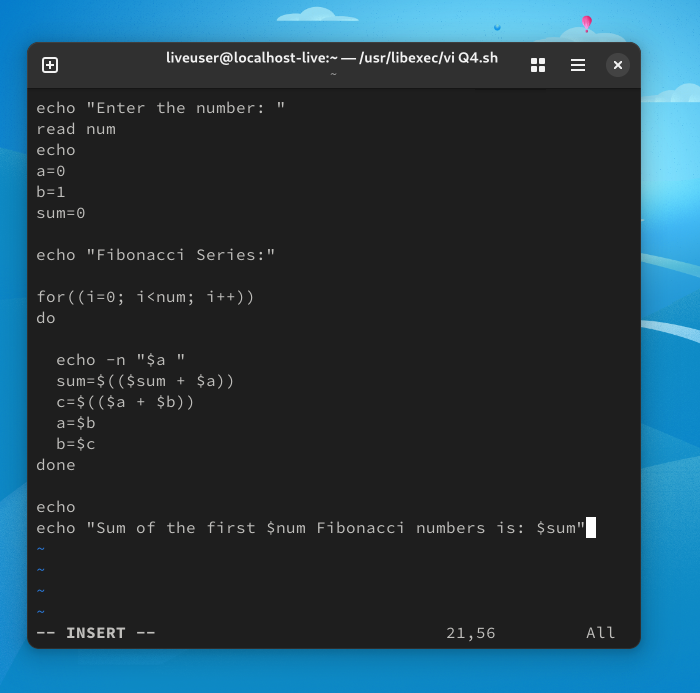 liveuser@localhost-live:~ — /usr/libexec/vi Q4.sh
~
echo "Enter the number: "
read num
echo
a=0
b=1
sum=0
echo "Fibonacci Series:"
for((i=0; i<num; i++))
do
  echo -n "$a "
  sum=$(($sum + $a))
  c=$(($a + $b))
  a=$b
  b=$c
done
echo
echo "Sum of the first $num Fibonacci numbers is: $sum"
~
~
~
~
-- INSERT -- 21,56 All